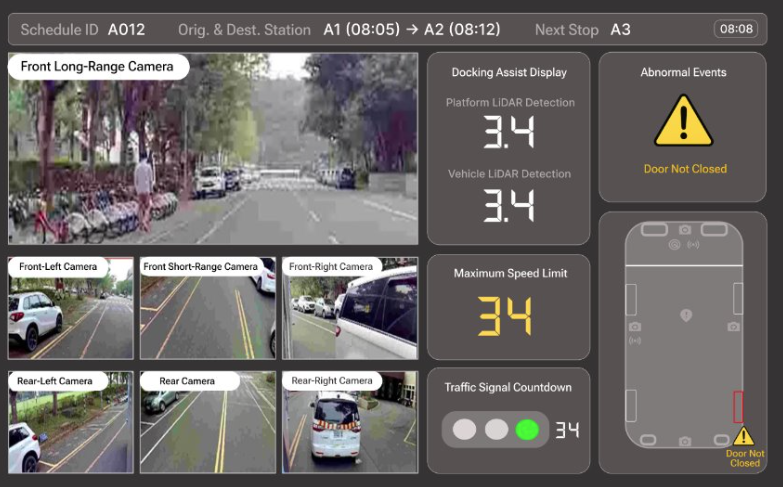 Schedule ID A012 Orig. & Dest. Station A1 (08:05) → A2 (08:12) Next Stop A3 08:08
Front Long-Range Camera
Docking Assist Display
Platform LiDAR Detection
3.4
Vehicle LiDAR Detection
3.4
Abnormal Events
Door Not Closed
Front-Left Camera
Front Short-Range Camera
Front-Right Camera
Maximum Speed Limit
34
Rear-Left Camera
Rear Camera
Rear-Right Camera
Traffic Signal Countdown
34
Door Not
Closed